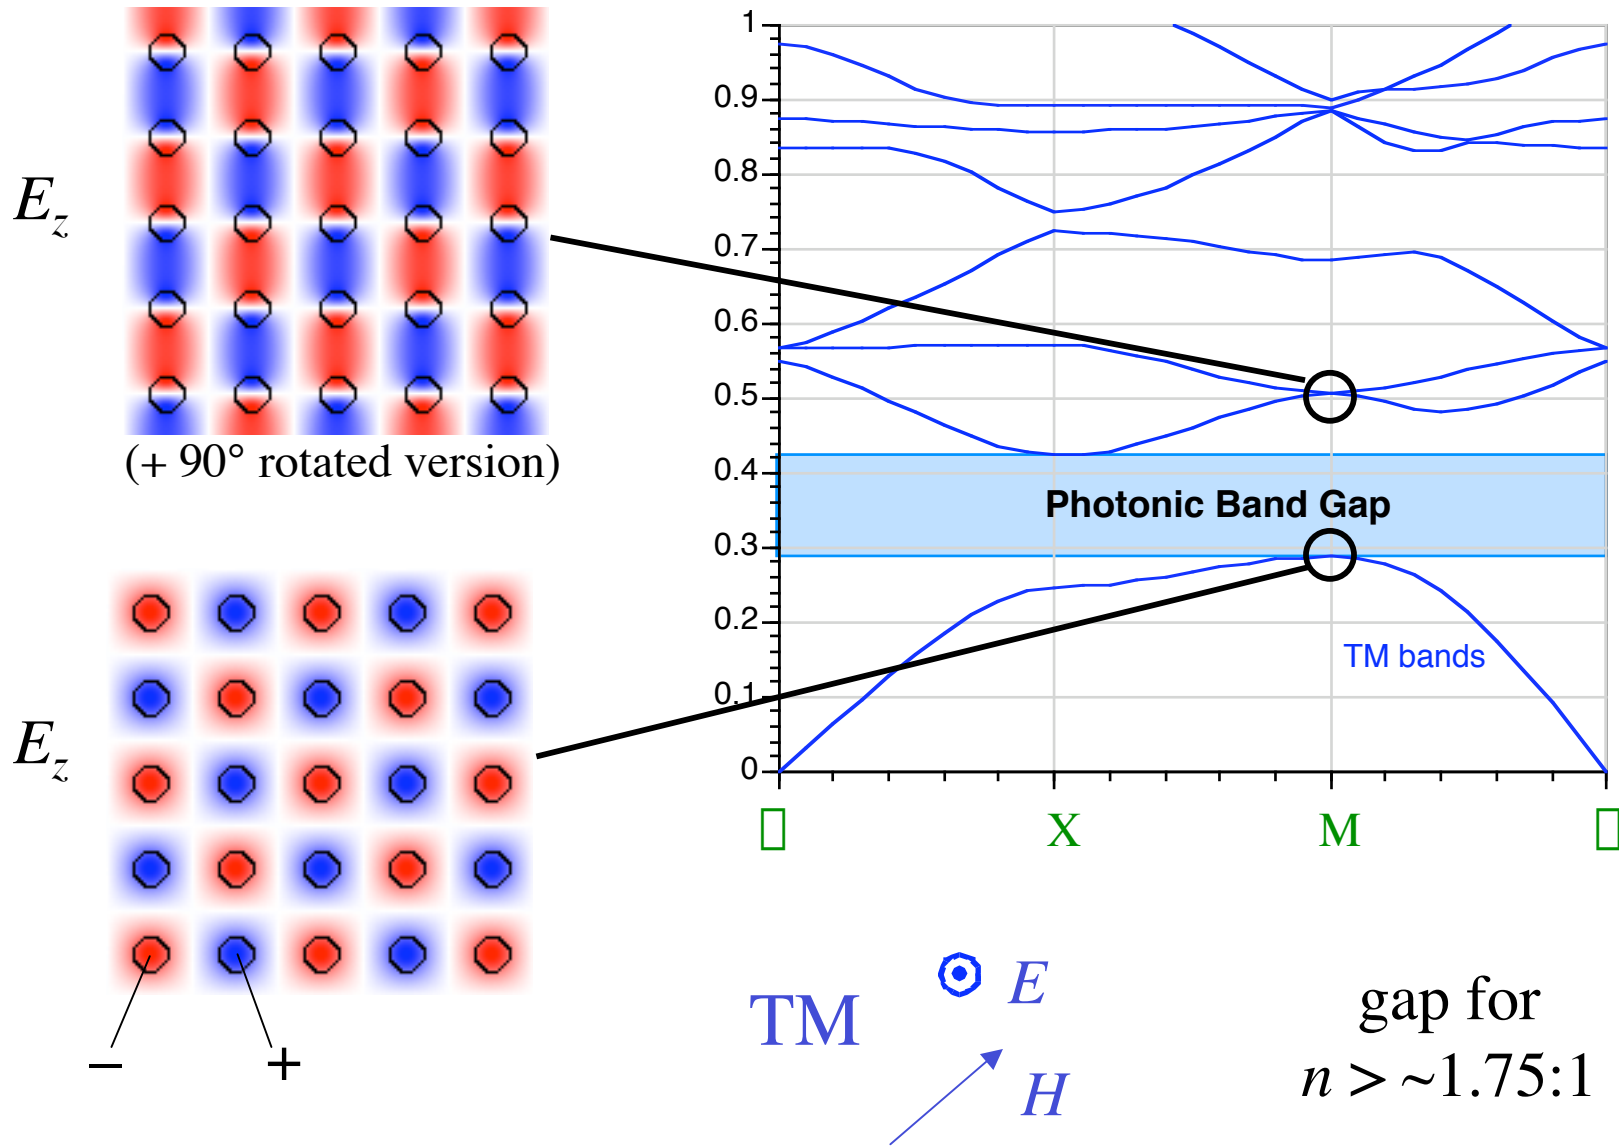 E_z
(+ 90° rotated version)
E_z
−
+
1
0.9
0.8
0.7
0.6
0.5
0.4
0.3
0.2
0.1
0
Photonic Band Gap
TM bands
▯ X M ▯
TM
E
H
gap for
n > ~1.75:1